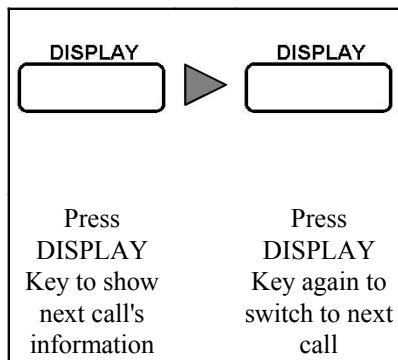 DISPLAY
DISPLAY
Press
DISPLAY
Key to show
next call's
information
Press
DISPLAY
Key again to
switch to next
call